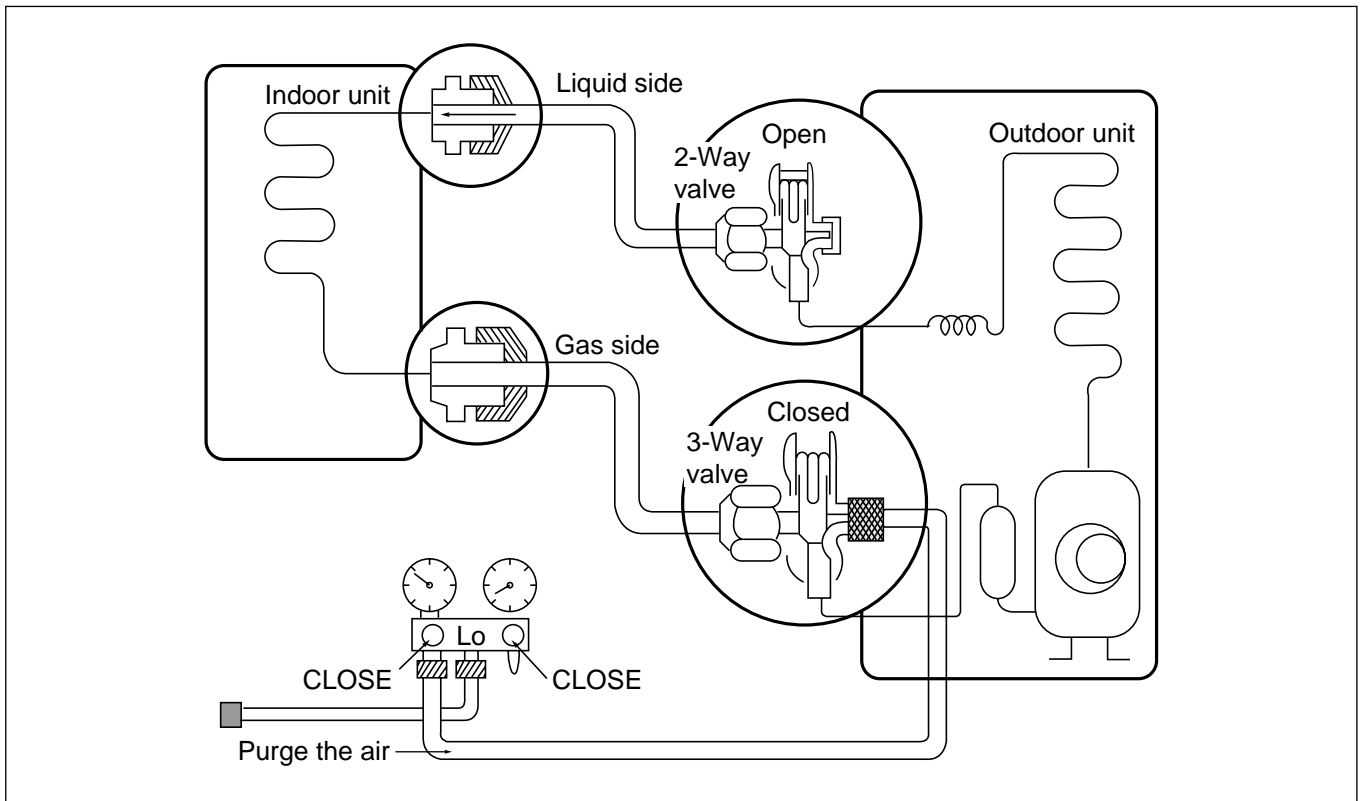 Indoor unit
Liquid side
Open
2-Way
valve
Outdoor unit
Gas side
Closed
3-Way
valve
Lo
CLOSE
CLOSE
Purge the air